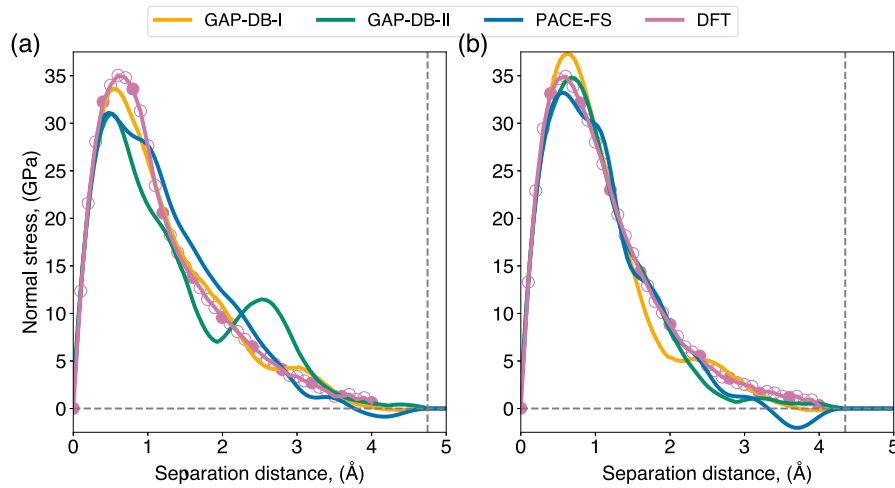 GAP-DB-I GAP-DB-II PACE-FS DFT
(a) (b)
35
30
25
20
15
10
5
0
Normal stress, (GPa)
0 1 2 3 4 5
Separation distance, (Å)
35
30
25
20
15
10
5
0
0 1 2 3 4 5
Separation distance, (Å)